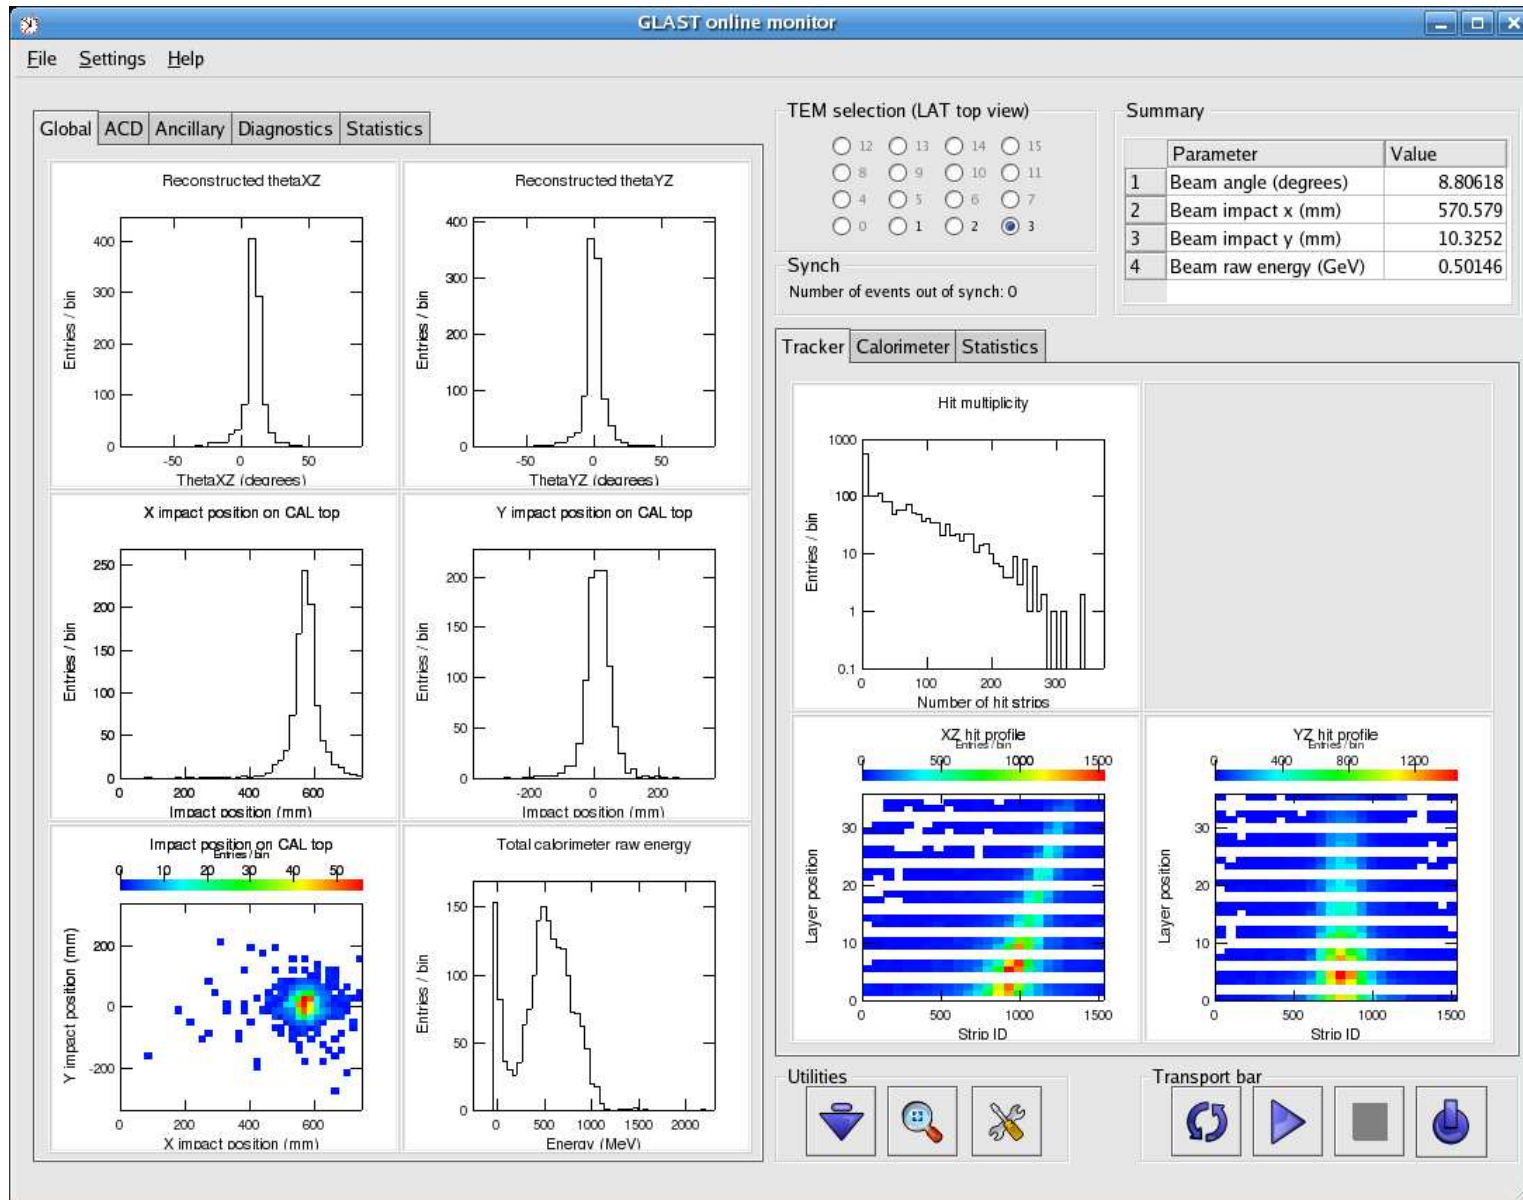 GLAST online monitor
File Settings Help
Global ACD Ancillary Diagnostics Statistics
Reconstructed thetaXZ
Entries / bin
400
300
200
100
0
-50 0 50
ThetaXZ (degrees)
Reconstructed thetaYZ
Entries / bin
400
300
200
100
0
-50 0 50
ThetaYZ (degrees)
X impact position on CAL top
Entries / bin
250
200
150
100
50
0
0 200 400 600
Impact position (mm)
Y impact position on CAL top
Entries / bin
200
150
100
50
0
-200 0 200
Impact position (mm)
Impact position on CAL top
Entries / bin
0 10 20 30 40 50
Y impact position (mm)
200
0
-200
0 200 400 600
X impact position (mm)
Total calorimeter raw energy
Entries / bin
150
100
50
0
0 500 1000 1500 2000
Energy (MeV)
TEM selection (LAT top view)
12 13 14 15
8 9 10 11
4 5 6 7
0 1 2 3
Synch
Number of events out of synch: 0
Summary
Parameter Value
1 Beam angle (degrees) 8.80618
2 Beam impact x (mm) 570.579
3 Beam impact y (mm) 10.3252
4 Beam raw energy (GeV) 0.50146
Tracker Calorimeter Statistics
Hit multiplicity
Entries / bin
1000
100
10
1
0.1
0 100 200 300
Number of hit strips
XZ hit profile
Entries / bin
0 500 1000 1500
Layer position
30
20
10
0
0 500 1000 1500
Strip ID
YZ hit profile
Entries / bin
0 400 800 1200
Layer position
30
20
10
0
0 500 1000 1500
Strip ID
Utilities
Transport bar